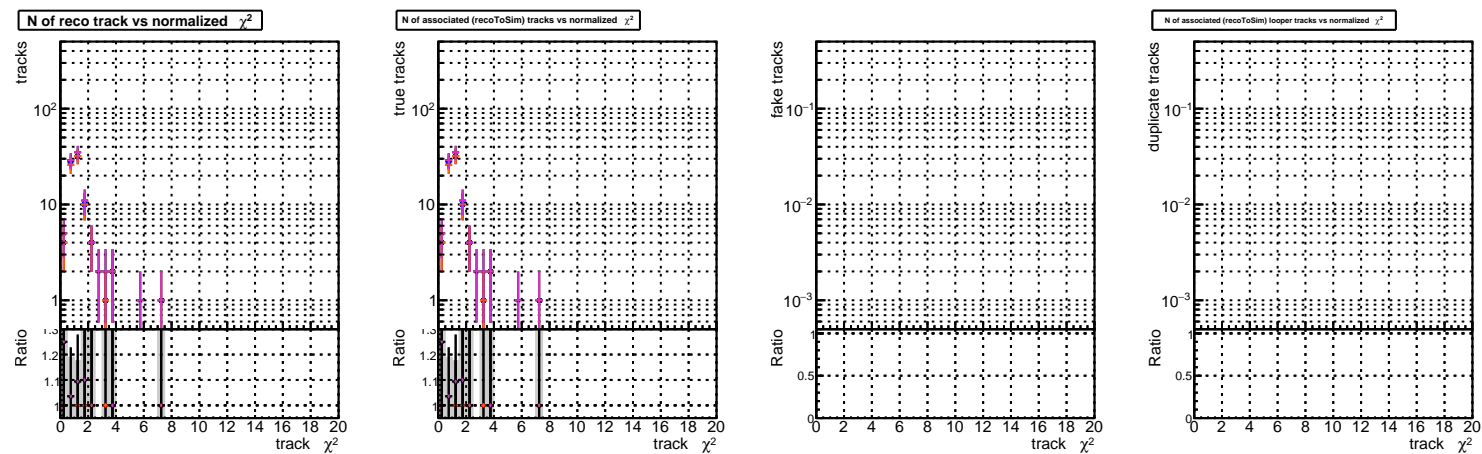 N of reco track vs normalized χ²
tracks
10²
10
1
Ratio
1.3
1.2
1.1
1
0 2 4 6 8 10 12 14 16 18 20
track χ²
N of associated (recoToSim) tracks vs normalized χ²
true tracks
10²
10
1
Ratio
1.3
1.2
1.1
1
0 2 4 6 8 10 12 14 16 18 20
track χ²
fake tracks
10⁻¹
10⁻²
10⁻³
Ratio
1
0.5
0
0 2 4 6 8 10 12 14 16 18 20
track χ²
N of associated (recoToSim) looper tracks vs normalized χ²
duplicate tracks
10⁻¹
10⁻²
10⁻³
Ratio
1
0.5
0
0 2 4 6 8 10 12 14 16 18 20
track χ²